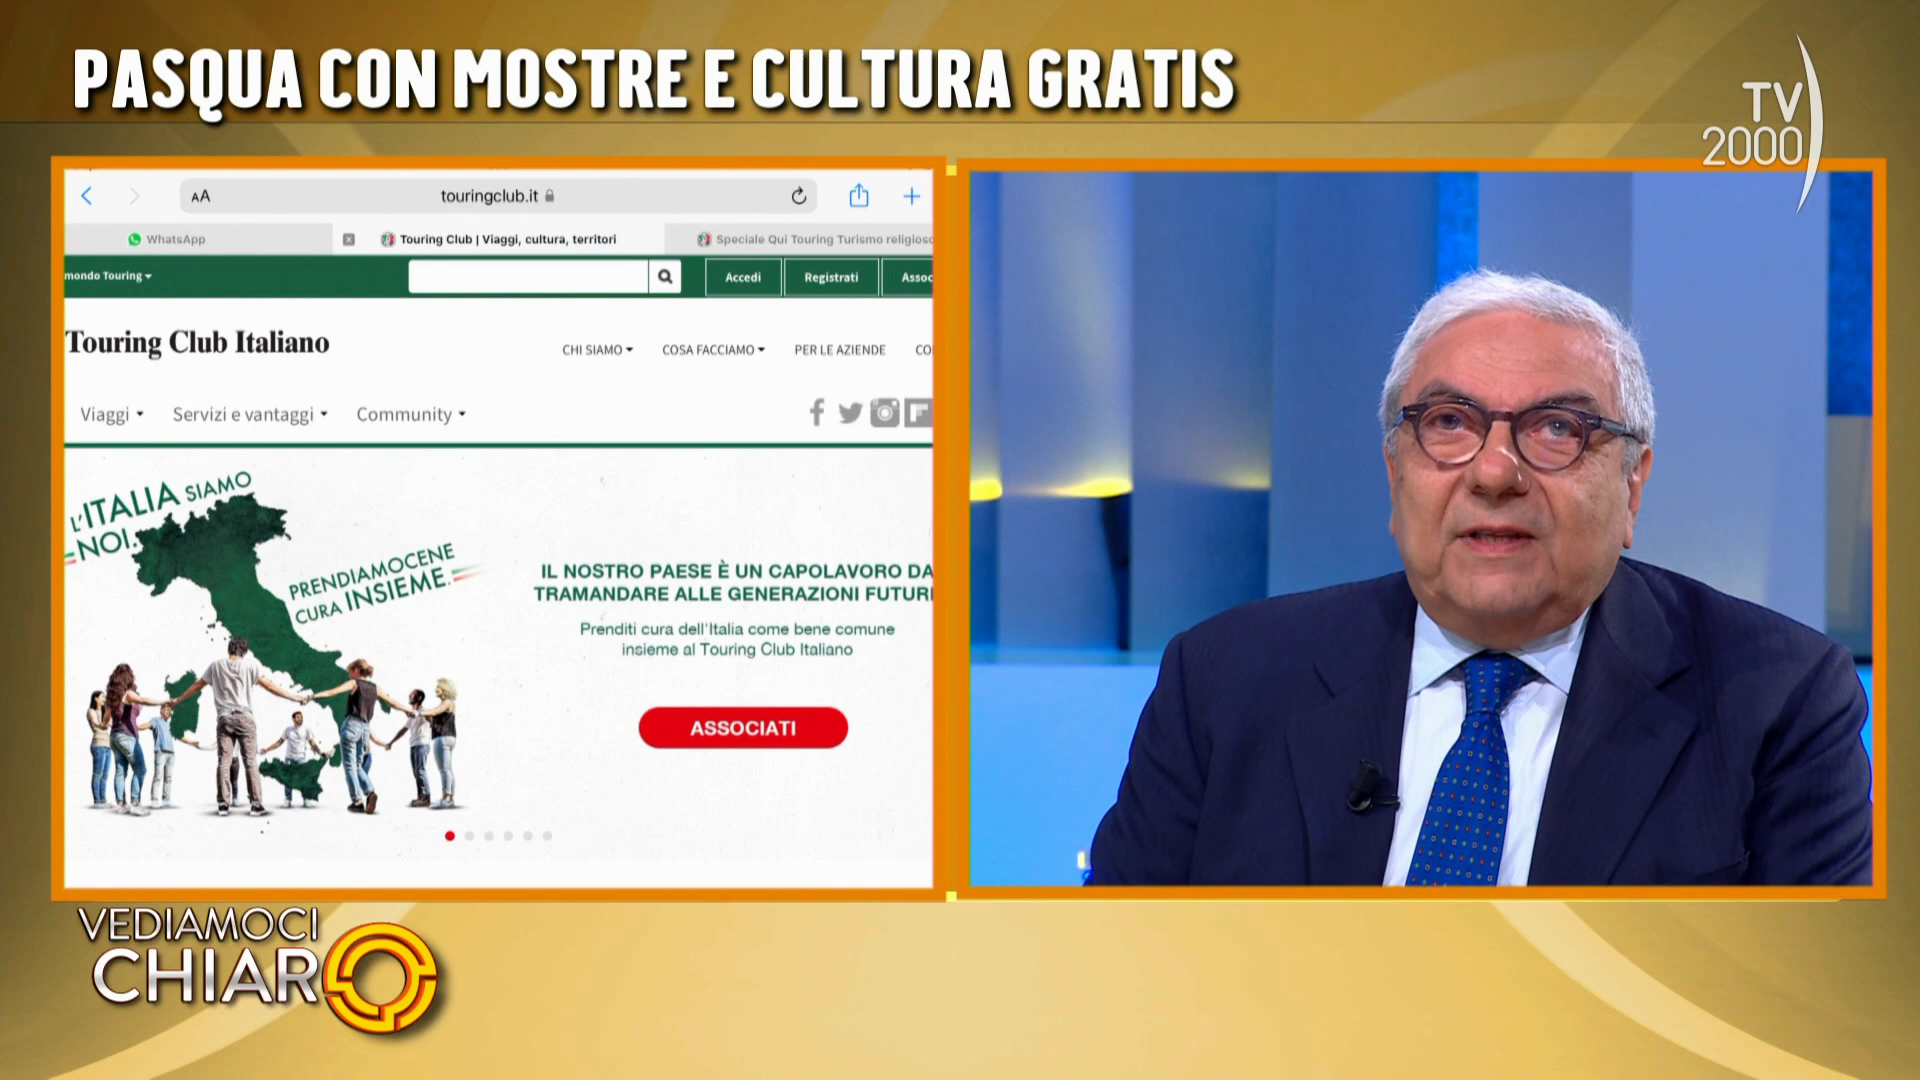 PASQUA CON MOSTRE E CULTURA GRATIS
TV
2000
AA
touringclub.it
WhatsApp
Touring Club | Viaggi, cultura, territori
Speciale Qui Touring Turismo religioso
mondo Touring
Accedi
Registrati
Assoc
Touring Club Italiano
CHI SIAMO
COSA FACCIAMO
PER LE AZIENDE
CO
Viaggi
Servizi e vantaggi
Community
L'ITALIA SIAMO
NOI.
PRENDIAMOCENE
CURA INSIEME.
IL NOSTRO PAESE È UN CAPOLAVORO DA
TRAMANDARE ALLE GENERAZIONI FUTUR
Prenditi cura dell'Italia come bene comune
insieme al Touring Club Italiano
ASSOCIATI
VEDIAMOCI
CHIARO